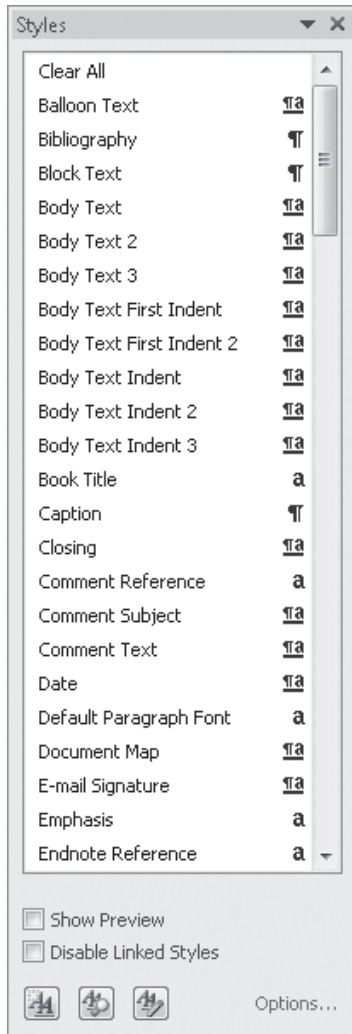 Styles
Clear All
Balloon Text ¶a
Bibliography ¶
Block Text ¶
Body Text ¶a
Body Text 2 ¶a
Body Text 3 ¶a
Body Text First Indent ¶a
Body Text First Indent 2 ¶a
Body Text Indent ¶a
Body Text Indent 2 ¶a
Body Text Indent 3 ¶a
Book Title a
Caption ¶
Closing ¶a
Comment Reference a
Comment Subject ¶a
Comment Text ¶a
Date ¶a
Default Paragraph Font a
Document Map ¶a
E-mail Signature ¶a
Emphasis a
Endnote Reference a
Show Preview
Disable Linked Styles
Options...